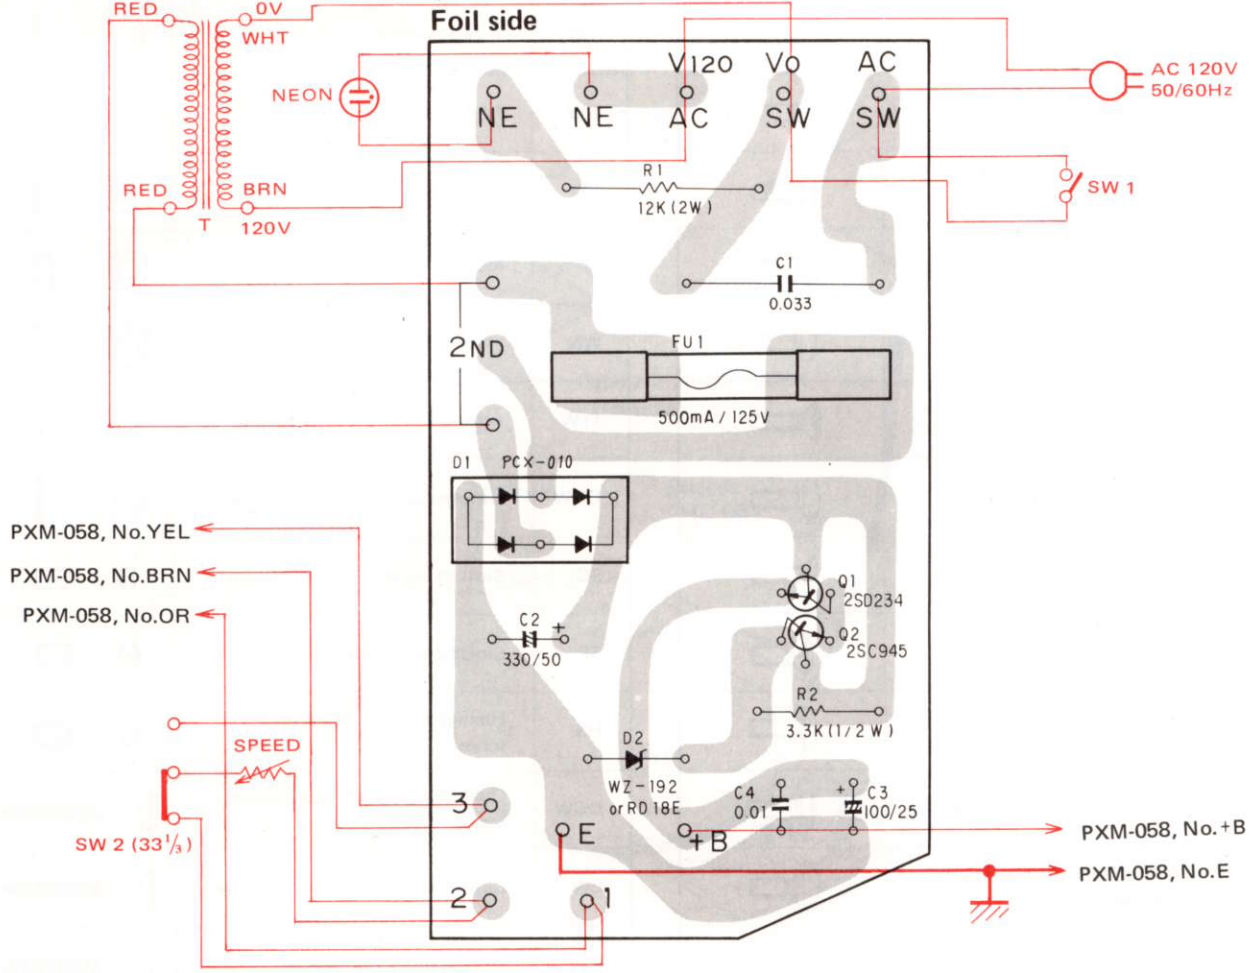 Foil side
RED
0V
WHT
NEON
RED
BRN
T
120V
V120
Vo
AC
NE
NE
AC
SW
SW
AC 120V
50/60Hz
SW 1
R1
12K (2W)
C1
0.033
2ND
FU1
500mA / 125V
D1
PCX-010
PXM-058, No.YEL
PXM-058, No.BRN
PXM-058, No.OR
C2
+
330/50
Q1
2SD234
Q2
2SC945
R2
3.3K (1/2 W)
SPEED
D2
WZ-192
or RD 18E
C4
0.01
+
C3
100/25
SW 2 (33⅓)
3
E
+B
2
1
PXM-058, No.+B
PXM-058, No.E